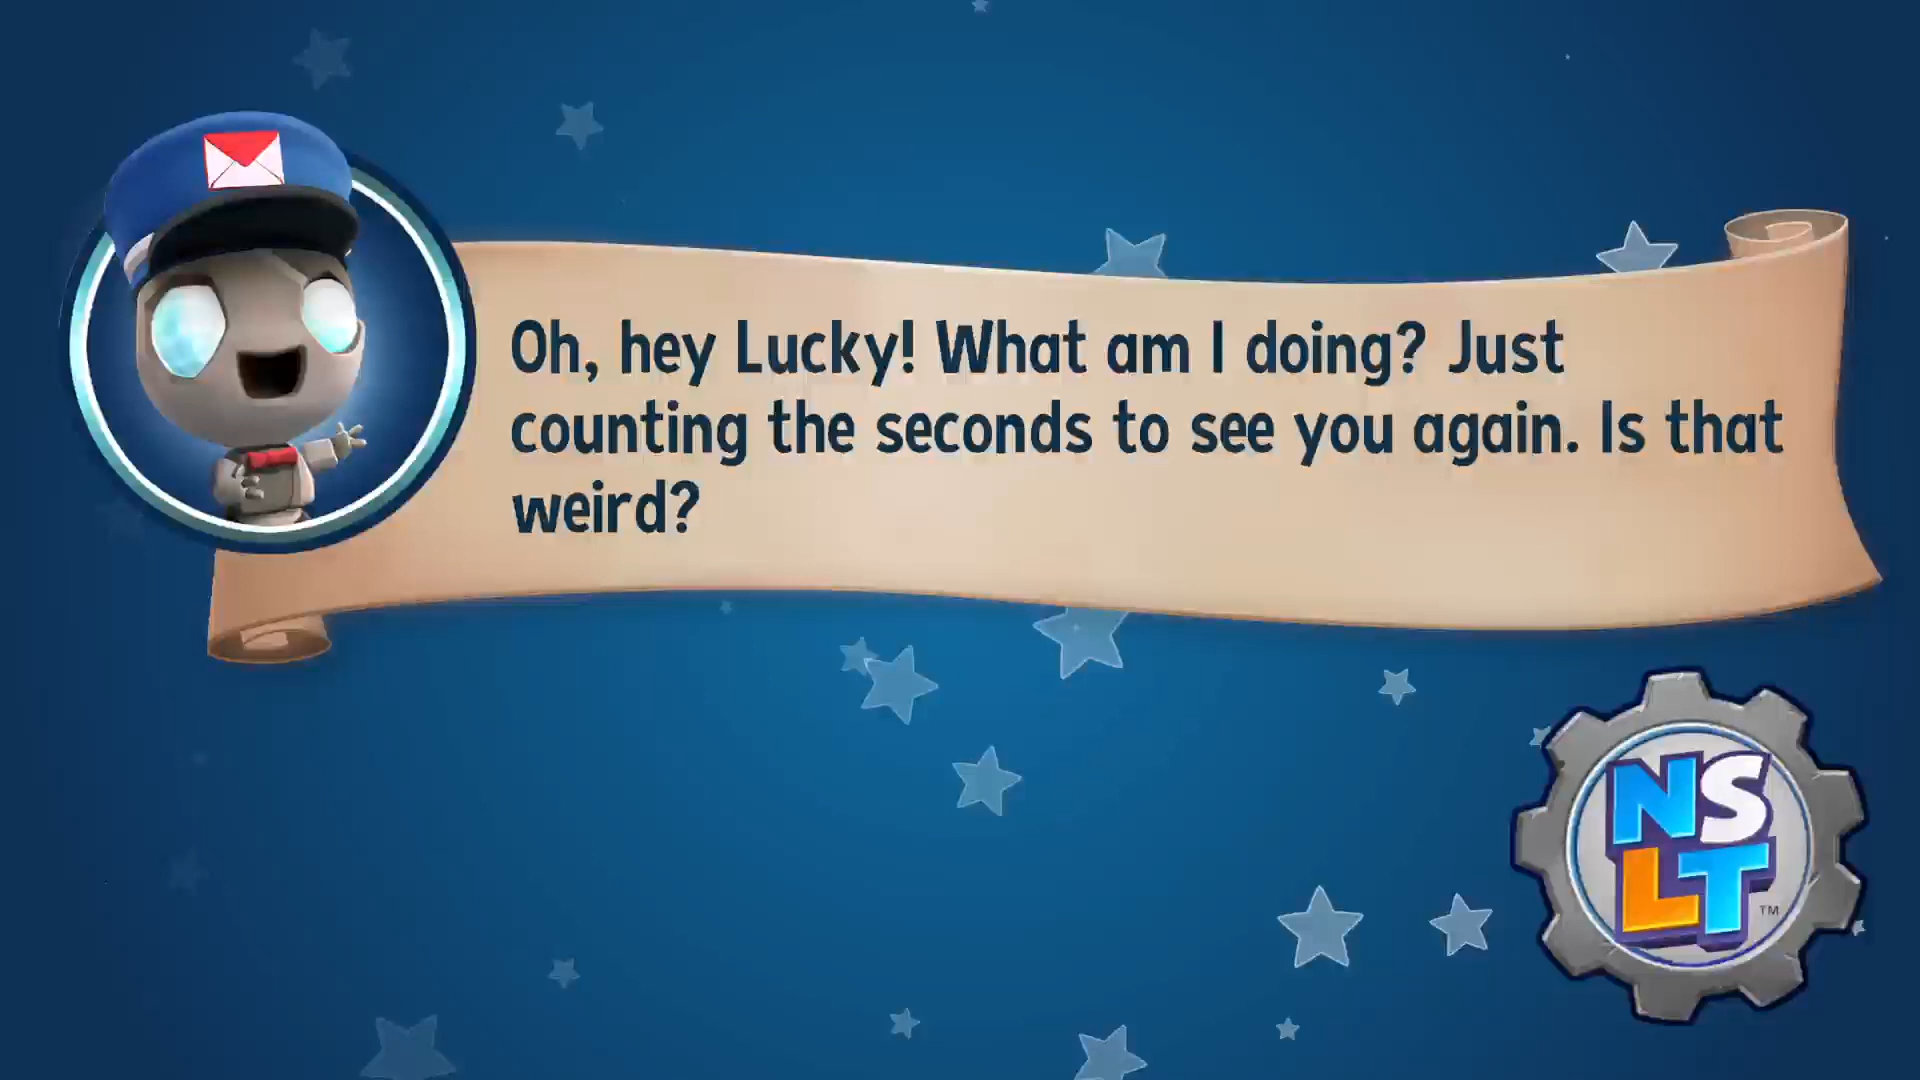 Oh, hey Lucky! What am I doing? Just
counting the seconds to see you again. Is that
weird?
NS
LT
TM